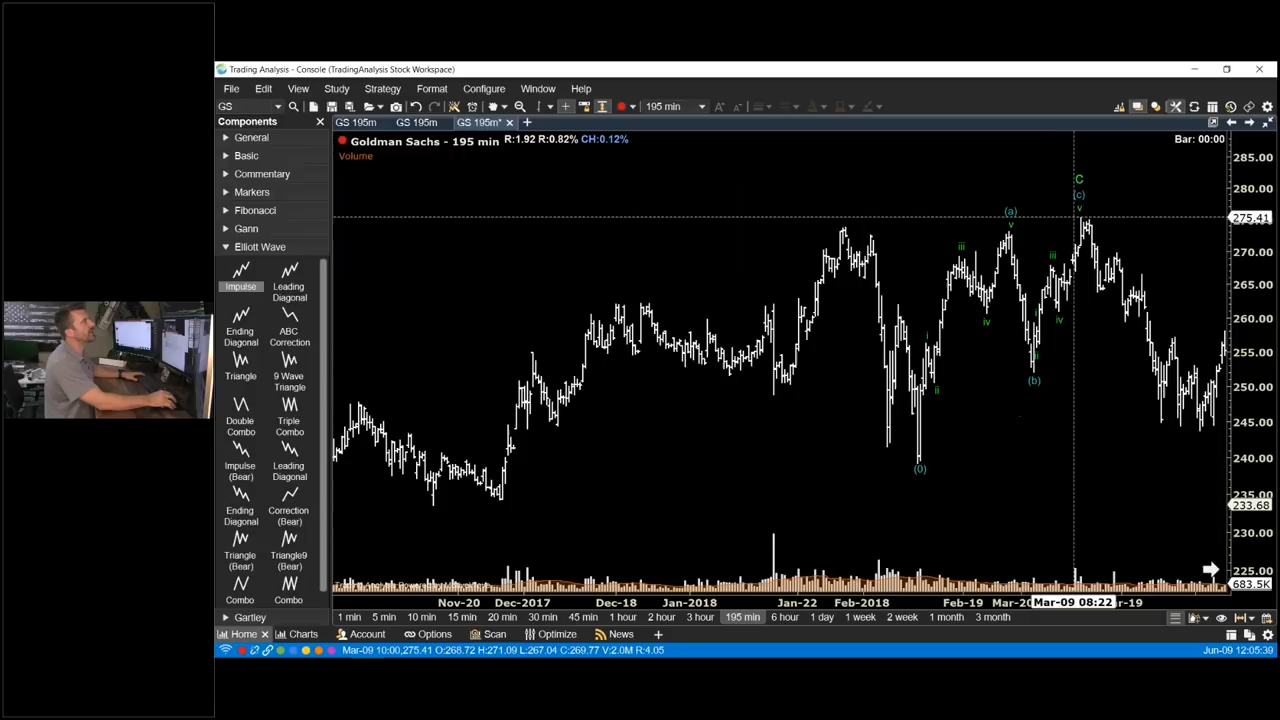 Trading Analysis - Console (TradingAnalysis Stock Workspace)
File Edit View Study Strategy Format Configure Window Help
GS 195 min
Components
GS 195m GS 195m GS 195m*
General
Basic
Commentary
Markers
Fibonacci
Gann
Elliott Wave
Impulse Leading Diagonal
Ending Diagonal ABC Correction
Triangle 9 Wave Triangle
Double Combo Triple Combo
Impulse (Bear) Leading Diagonal
Ending Diagonal Correction (Bear)
Triangle (Bear) Triangle9 (Bear)
Combo Combo
Gartley
Goldman Sachs - 195 min R:1.92 R:0.82% CH:0.12%
Bar: 00:00
Volume
C
(c)
v
(a)
v
iii
iii
iv
iv
i
i
ii
ii
(b)
(0)
285.00
280.00
275.41
270.00
265.00
260.00
255.00
250.00
245.00
240.00
235.00
233.68
230.00
225.00
683.5K
Nov-20 Dec-2017 Dec-18 Jan-2018 Jan-22 Feb-2018 Feb-19 Mar-20 Mar-09 08:22 r-19
1 min 5 min 10 min 15 min 20 min 30 min 45 min 1 hour 2 hour 3 hour 195 min 6 hour 1 day 1 week 2 week 1 month 3 month
Home Charts Account Options Scan Optimize News
Mar-09 10:00,275.41 O:268.72 H:271.09 L:267.04 C:269.77 V:2.0M R:4.05
Jun-09 12:05:39